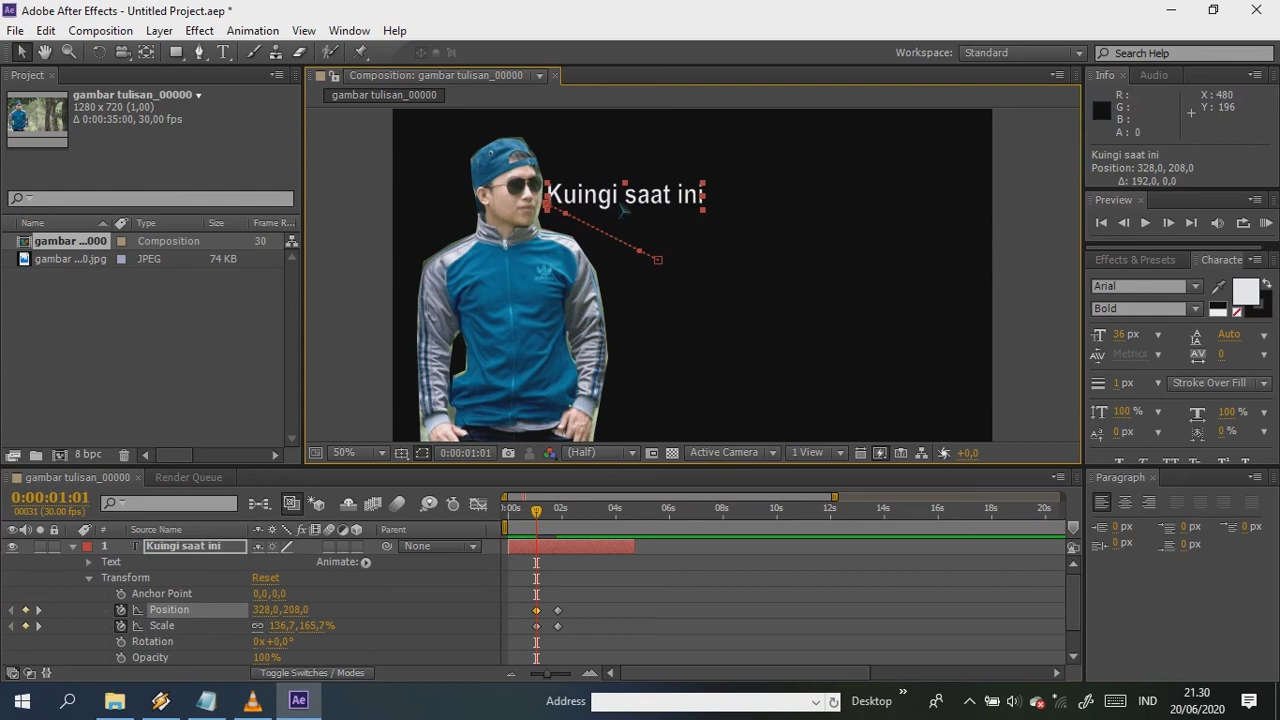 Adobe After Effects - Untitled Project.aep *
File Edit Composition Layer Effect Animation View Window Help
Workspace: Standard Search Help
Project
Composition: gambar tulisan_00000
Info Audio
gambar tulisan_00000
1280 x 720 (1,00)
Δ 0:00:35:00, 30,00 fps
gambar tulisan_00000
R :
G :
B :
A : 0
X : 480
Y : 196
Kuingi saat ini
Position: 328,0, 208,0
Δ: 192,0, 0,0
Kuingi saat ini
Preview
Name Type Size Frame R...
gambar ...000 Composition 30
gambar ...0.jpg JPEG 74 KB
Effects & Presets Characte
Arial
Bold
36 px Auto
Metrics 0
1 px Stroke Over Fill
100 % 100 %
0 px 0 %
8 bpc
50% 0:00:01:01 (Half) Active Camera 1 View +0,0
gambar tulisan_00000 Render Queue
Paragraph
0:00:01:01
00031 (30.00 fps)
0:00s 02s 04s 06s 08s 10s 12s 14s 16s 18s 20s
# Source Name Parent
1 T Kuingi saat ini None
Text Animate:
Transform Reset
Anchor Point 0,0,0,0
Position 328,0,208,0
Scale 136,7,165,7%
Rotation 0x+0,0°
Opacity 100%
Toggle Switches / Modes
0 px 0 px 0 px
0 px 0 px
Address Desktop IND
21.30
20/06/2020